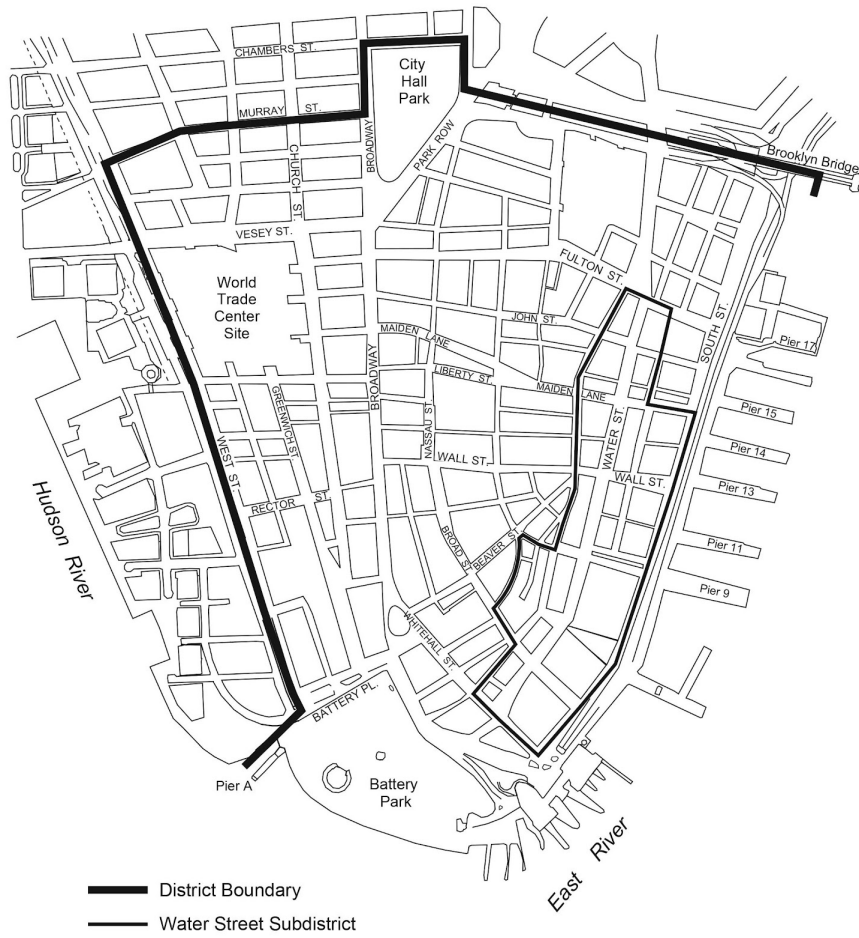 CHAMBERS ST.
City
Hall
Park
MURRAY ST.
BROADWAY
PARK ROW
Brooklyn Bridge
CHURCH ST.
VESEY ST.
World
Trade
Center
Site
FULTON ST.
SOUTH ST.
JOHN ST.
MAIDEN LANE
Pier 17
LIBERTY ST.
BROADWAY
MAIDEN LANE
GREENWICH ST.
NASSAU ST.
Pier 15
WATER ST.
WEST ST.
WALL ST.
Pier 14
WALL ST.
Pier 13
RECTOR ST.
Hudson River
BROAD ST.
BEAVER ST.
Pier 11
Pier 9
WHITEHALL ST.
BATTERY PL.
Pier A
Battery
Park
East River
District Boundary
Water Street Subdistrict